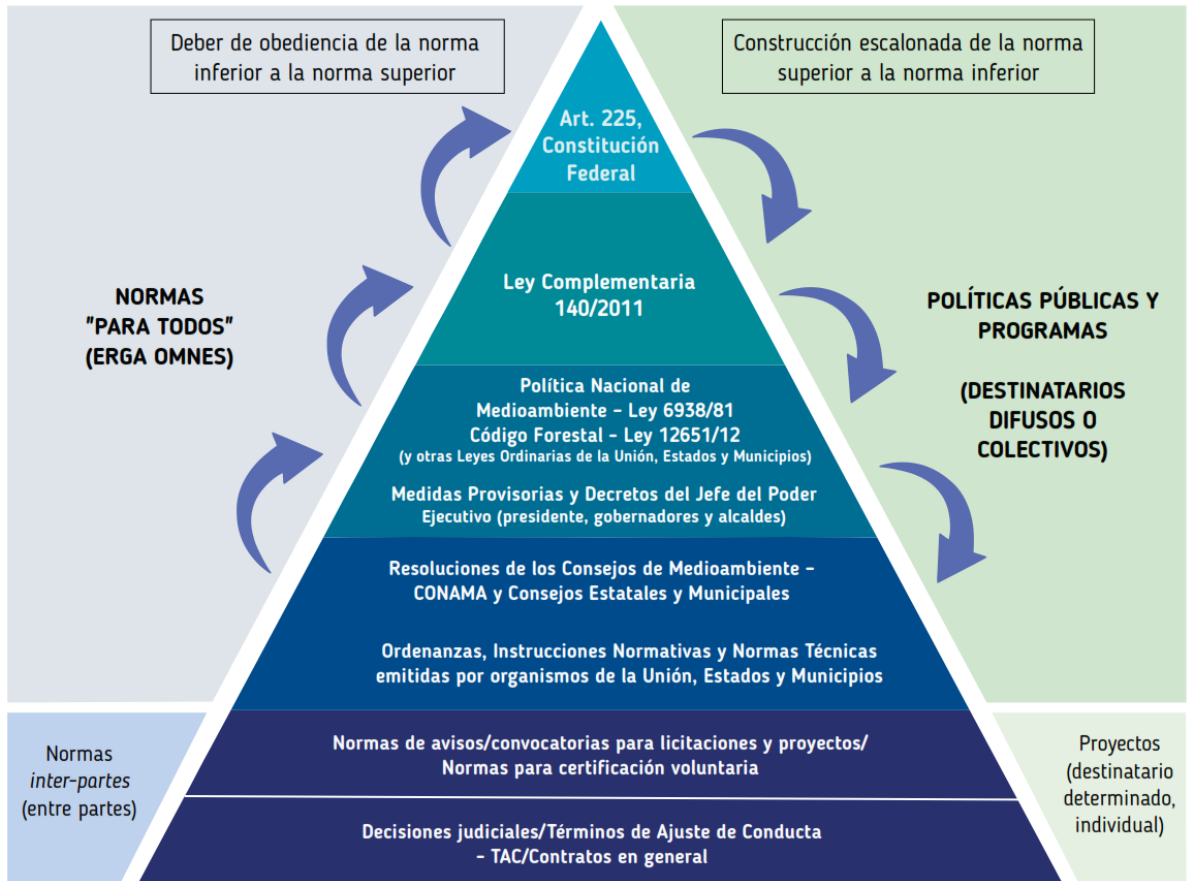 Deber de obediencia de la norma
inferior a la norma superior
Construcción escalonada de la norma
superior a la norma inferior
Art. 225,
Constitución
Federal
Ley Complementaria
140/2011
NORMAS
"PARA TODOS"
(ERGA OMNES)
POLÍTICAS PÚBLICAS Y
PROGRAMAS
(DESTINATARIOS
DIFUSOS O
COLECTIVOS)
Política Nacional de
Medioambiente – Ley 6938/81
Código Forestal – Ley 12651/12
(y otras Leyes Ordinarias de la Unión, Estados y Municipios)
Medidas Provisorias y Decretos del Jefe del Poder
Ejecutivo (presidente, gobernadores y alcaldes)
Resoluciones de los Consejos de Medioambiente –
CONAMA y Consejos Estatales y Municipales
Ordenanzas, Instrucciones Normativas y Normas Técnicas
emitidas por organismos de la Unión, Estados y Municipios
Normas
inter-partes
(entre partes)
Normas de avisos/convocatorias para licitaciones y proyectos/
Normas para certificación voluntaria
Decisiones judiciales/Términos de Ajuste de Conducta
– TAC/Contratos en general
Proyectos
(destinatario
determinado,
individual)